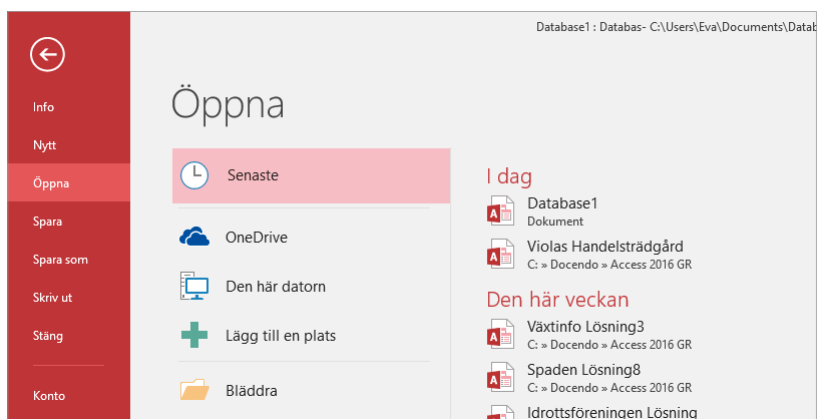 Database1 : Databas- C:\Users\Eva\Documents\Datab
Info
Nytt
Öppna
Spara
Spara som
Skriv ut
Stäng
Konto
Öppna
Senaste
OneDrive
Den här datorn
Lägg till en plats
Bläddra
I dag
Database1
Dokument
Violas Handelsträdgård
C: » Docendo » Access 2016 GR
Den här veckan
Växtinfo Lösning3
C: » Docendo » Access 2016 GR
Spaden Lösning8
C: » Docendo » Access 2016 GR
Idrottsföreningen Lösning